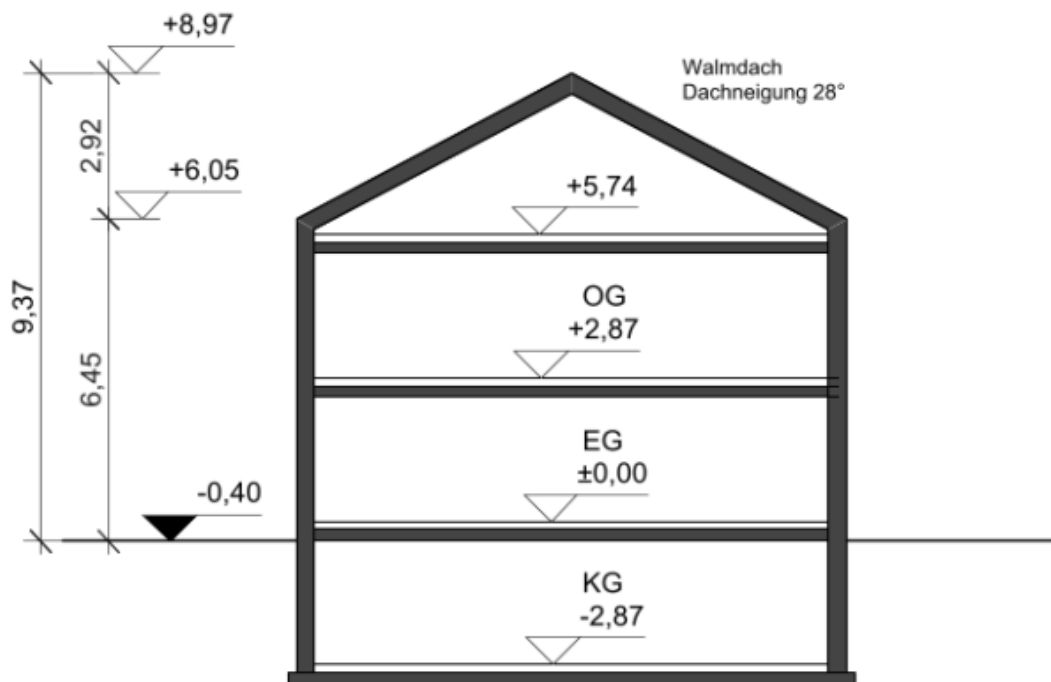 +8,97
Walmdach
Dachneigung 28°
2,92
+6,05
+5,74
9,37
OG
+2,87
6,45
EG
±0,00
-0,40
KG
-2,87